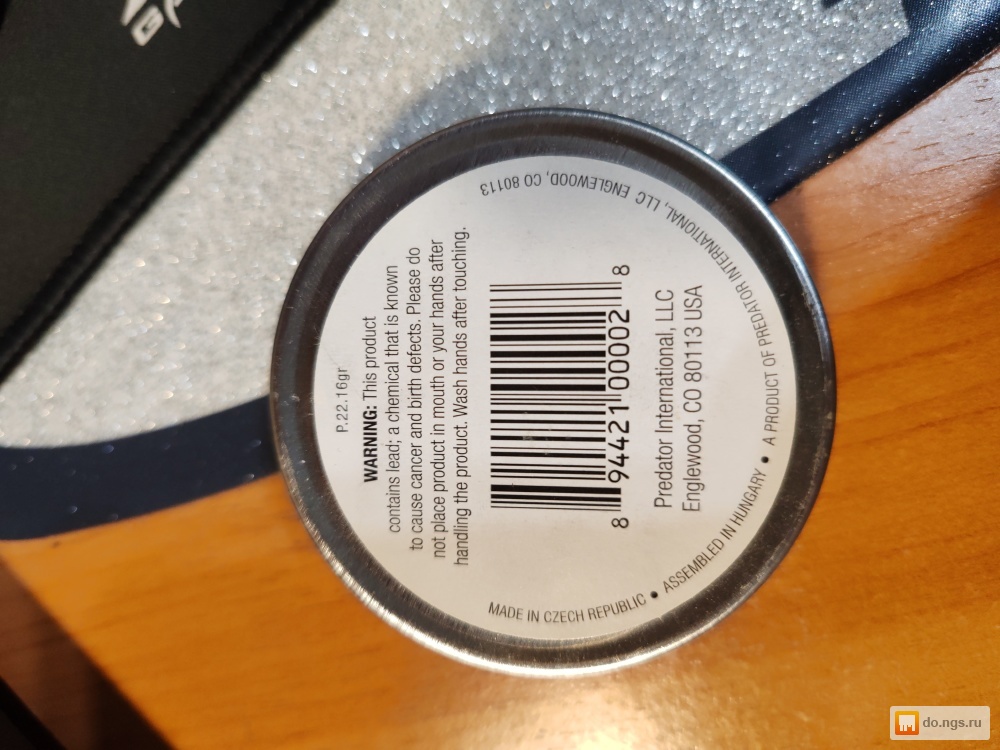 P.22.16gr
WARNING: This product
contains lead; a chemical that is known
to cause cancer and birth defects. Please do
not place product in mouth or your hands after
handling the product. Wash hands after touching.
8 94421 00002 8
Predator International, LLC
Englewood, CO 80113 USA
MADE IN CZECH REPUBLIC • ASSEMBLED IN HUNGARY • A PRODUCT OF PREDATOR INTERNATIONAL, LLC ENGLEWOOD, CO 80113
do.ngs.ru